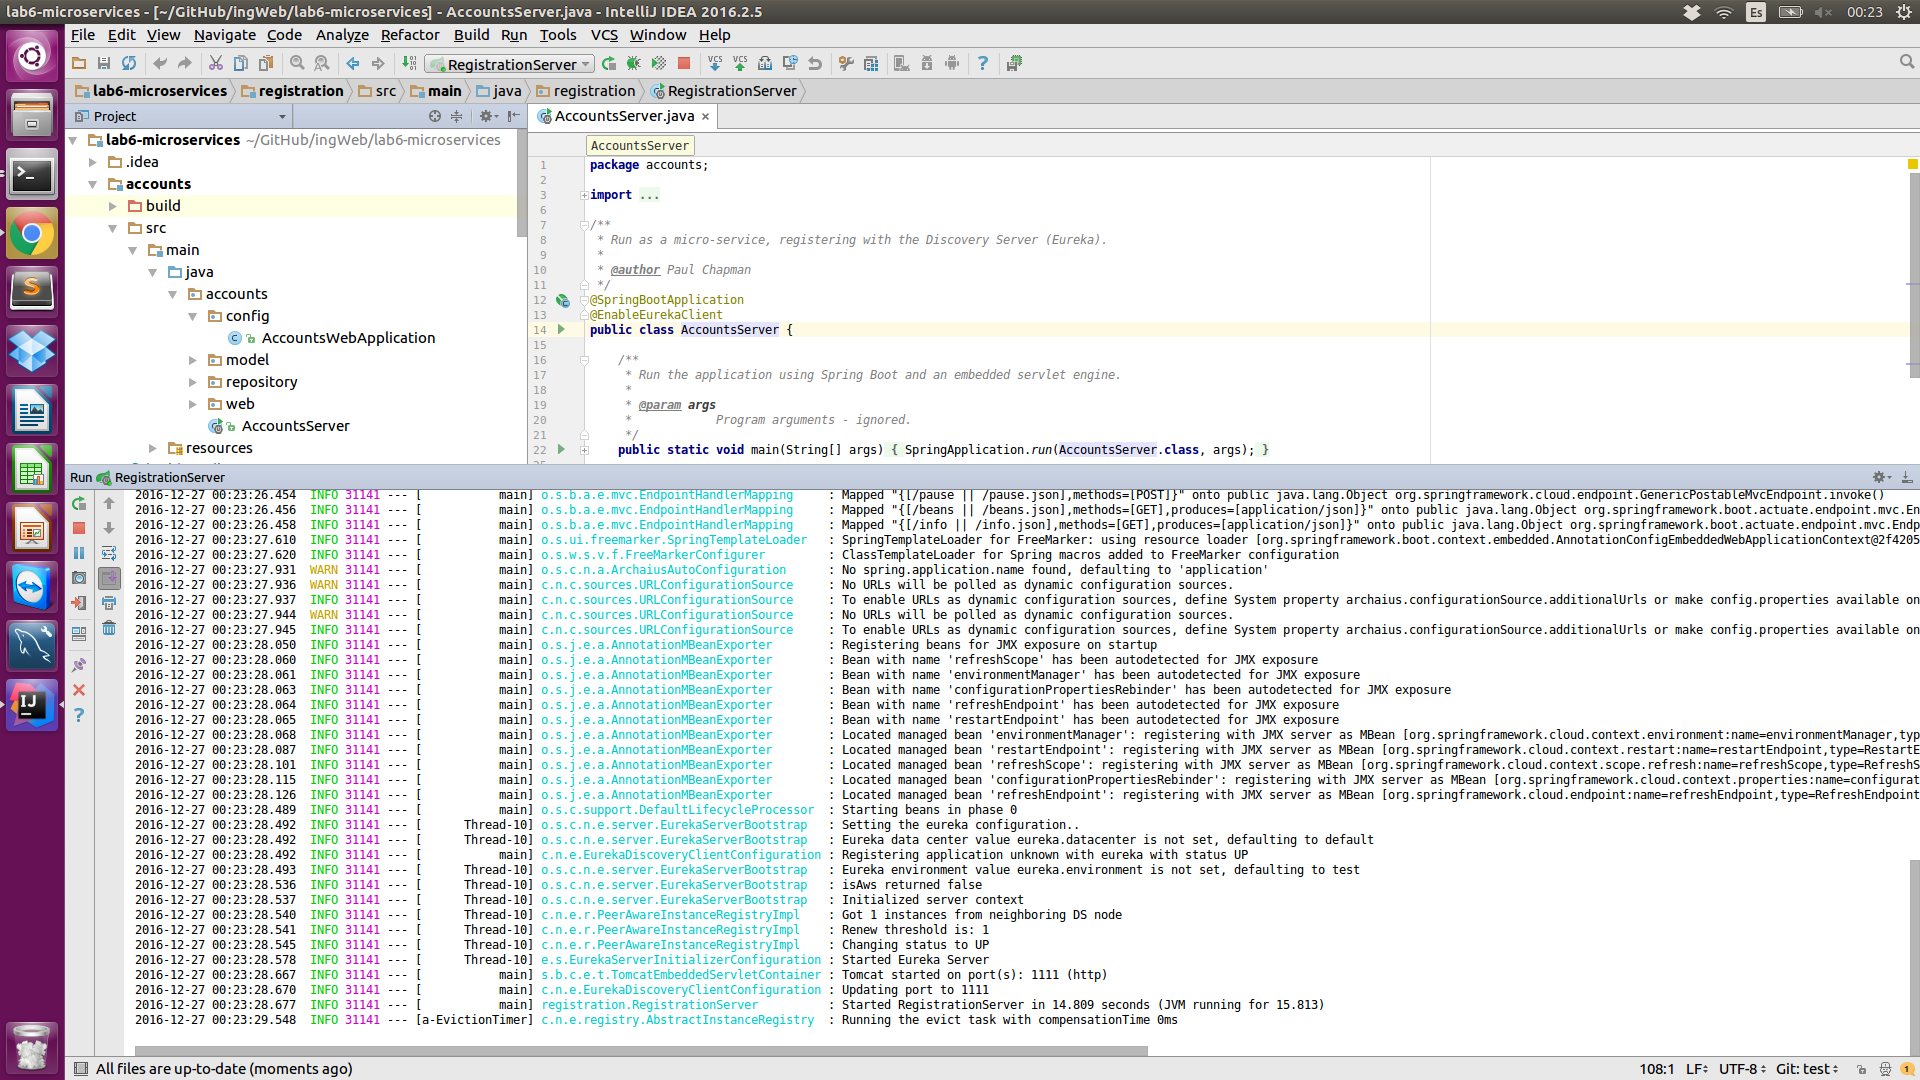 lab6-microservices - [~/GitHub/ingWeb/lab6-microservices] - AccountsServer.java - IntelliJ IDEA 2016.2.5
Es
00:23
File Edit View Navigate Code Analyze Refactor Build Run Tools VCS Window Help
RegistrationServer
VCS VCS
lab6-microservices registration src main java registration RegistrationServer
Project
AccountsServer.java
lab6-microservices ~/GitHub/ingWeb/lab6-microservices
.idea
accounts
build
src
main
java
accounts
config
AccountsWebApplication
model
repository
web
AccountsServer
resources
AccountsServer
1 package accounts;
2
3 import ...
6
7 /**
8 * Run as a micro-service, registering with the Discovery Server (Eureka).
9 *
10 * @author Paul Chapman
11 */
12 @SpringBootApplication
13 @EnableEurekaClient
14 public class AccountsServer {
15
16 /**
17 * Run the application using Spring Boot and an embedded servlet engine.
18 *
19 * @param args
20 * Program arguments - ignored.
21 */
22 public static void main(String[] args) { SpringApplication.run(AccountsServer.class, args); }
Run RegistrationServer
2016-12-27 00:23:26.454 INFO 31141 --- [ main] o.s.b.a.e.mvc.EndpointHandlerMapping : Mapped "{[/pause || /pause.json],methods=[POST]}" onto public java.lang.Object org.springframework.cloud.endpoint.GenericPostableMvcEndpoint.invoke()
2016-12-27 00:23:26.456 INFO 31141 --- [ main] o.s.b.a.e.mvc.EndpointHandlerMapping : Mapped "{[/beans || /beans.json],methods=[GET],produces=[application/json]}" onto public java.lang.Object org.springframework.boot.actuate.endpoint.mvc.En
2016-12-27 00:23:26.458 INFO 31141 --- [ main] o.s.b.a.e.mvc.EndpointHandlerMapping : Mapped "{[/info || /info.json],methods=[GET],produces=[application/json]}" onto public java.lang.Object org.springframework.boot.actuate.endpoint.mvc.Endp
2016-12-27 00:23:27.610 INFO 31141 --- [ main] o.s.ui.freemarker.SpringTemplateLoader : SpringTemplateLoader for FreeMarker: using resource loader [org.springframework.boot.context.embedded.AnnotationConfigEmbeddedWebApplicationContext@2f4205
2016-12-27 00:23:27.620 INFO 31141 --- [ main] o.s.w.s.v.f.FreeMarkerConfigurer : ClassTemplateLoader for Spring macros added to FreeMarker configuration
2016-12-27 00:23:27.931 WARN 31141 --- [ main] o.s.c.n.a.ArchaiusAutoConfiguration : No spring.application.name found, defaulting to 'application'
2016-12-27 00:23:27.936 WARN 31141 --- [ main] c.n.c.sources.URLConfigurationSource : No URLs will be polled as dynamic configuration sources.
2016-12-27 00:23:27.937 INFO 31141 --- [ main] c.n.c.sources.URLConfigurationSource : To enable URLs as dynamic configuration sources, define System property archaius.configurationSource.additionalUrls or make config.properties available on
2016-12-27 00:23:27.944 WARN 31141 --- [ main] c.n.c.sources.URLConfigurationSource : No URLs will be polled as dynamic configuration sources.
2016-12-27 00:23:27.945 INFO 31141 --- [ main] c.n.c.sources.URLConfigurationSource : To enable URLs as dynamic configuration sources, define System property archaius.configurationSource.additionalUrls or make config.properties available on
2016-12-27 00:23:28.050 INFO 31141 --- [ main] o.s.j.e.a.AnnotationMBeanExporter : Registering beans for JMX exposure on startup
2016-12-27 00:23:28.060 INFO 31141 --- [ main] o.s.j.e.a.AnnotationMBeanExporter : Bean with name 'refreshScope' has been autodetected for JMX exposure
2016-12-27 00:23:28.061 INFO 31141 --- [ main] o.s.j.e.a.AnnotationMBeanExporter : Bean with name 'environmentManager' has been autodetected for JMX exposure
2016-12-27 00:23:28.063 INFO 31141 --- [ main] o.s.j.e.a.AnnotationMBeanExporter : Bean with name 'configurationPropertiesRebinder' has been autodetected for JMX exposure
2016-12-27 00:23:28.064 INFO 31141 --- [ main] o.s.j.e.a.AnnotationMBeanExporter : Bean with name 'refreshEndpoint' has been autodetected for JMX exposure
2016-12-27 00:23:28.065 INFO 31141 --- [ main] o.s.j.e.a.AnnotationMBeanExporter : Bean with name 'restartEndpoint' has been autodetected for JMX exposure
2016-12-27 00:23:28.068 INFO 31141 --- [ main] o.s.j.e.a.AnnotationMBeanExporter : Located managed bean 'environmentManager': registering with JMX server as MBean [org.springframework.cloud.context.environment:name=environmentManager,typ
2016-12-27 00:23:28.087 INFO 31141 --- [ main] o.s.j.e.a.AnnotationMBeanExporter : Located managed bean 'restartEndpoint': registering with JMX server as MBean [org.springframework.cloud.context.restart:name=restartEndpoint,type=RestartE
2016-12-27 00:23:28.101 INFO 31141 --- [ main] o.s.j.e.a.AnnotationMBeanExporter : Located managed bean 'refreshScope': registering with JMX server as MBean [org.springframework.cloud.context.scope.refresh:name=refreshScope,type=RefreshS
2016-12-27 00:23:28.115 INFO 31141 --- [ main] o.s.j.e.a.AnnotationMBeanExporter : Located managed bean 'configurationPropertiesRebinder': registering with JMX server as MBean [org.springframework.cloud.context.properties:name=configurat
2016-12-27 00:23:28.126 INFO 31141 --- [ main] o.s.j.e.a.AnnotationMBeanExporter : Located managed bean 'refreshEndpoint': registering with JMX server as MBean [org.springframework.cloud.endpoint:name=refreshEndpoint,type=RefreshEndpoint
2016-12-27 00:23:28.489 INFO 31141 --- [ main] o.s.c.support.DefaultLifecycleProcessor : Starting beans in phase 0
2016-12-27 00:23:28.492 INFO 31141 --- [ Thread-10] o.s.c.n.e.server.EurekaServerBootstrap : Setting the eureka configuration..
2016-12-27 00:23:28.492 INFO 31141 --- [ Thread-10] o.s.c.n.e.server.EurekaServerBootstrap : Eureka data center value eureka.datacenter is not set, defaulting to default
2016-12-27 00:23:28.492 INFO 31141 --- [ main] c.n.e.EurekaDiscoveryClientConfiguration : Registering application unknown with eureka with status UP
2016-12-27 00:23:28.493 INFO 31141 --- [ Thread-10] o.s.c.n.e.server.EurekaServerBootstrap : Eureka environment value eureka.environment is not set, defaulting to test
2016-12-27 00:23:28.536 INFO 31141 --- [ Thread-10] o.s.c.n.e.server.EurekaServerBootstrap : isAws returned false
2016-12-27 00:23:28.537 INFO 31141 --- [ Thread-10] o.s.c.n.e.server.EurekaServerBootstrap : Initialized server context
2016-12-27 00:23:28.540 INFO 31141 --- [ Thread-10] c.n.e.r.PeerAwareInstanceRegistryImpl : Got 1 instances from neighboring DS node
2016-12-27 00:23:28.541 INFO 31141 --- [ Thread-10] c.n.e.r.PeerAwareInstanceRegistryImpl : Renew threshold is: 1
2016-12-27 00:23:28.545 INFO 31141 --- [ Thread-10] c.n.e.r.PeerAwareInstanceRegistryImpl : Changing status to UP
2016-12-27 00:23:28.578 INFO 31141 --- [ Thread-10] e.s.EurekaServerInitializerConfiguration : Started Eureka Server
2016-12-27 00:23:28.667 INFO 31141 --- [ main] s.b.c.e.t.TomcatEmbeddedServletContainer : Tomcat started on port(s): 1111 (http)
2016-12-27 00:23:28.670 INFO 31141 --- [ main] c.n.e.EurekaDiscoveryClientConfiguration : Updating port to 1111
2016-12-27 00:23:28.677 INFO 31141 --- [ main] registration.RegistrationServer : Started RegistrationServer in 14.809 seconds (JVM running for 15.813)
2016-12-27 00:23:29.548 INFO 31141 --- [a-EvictionTimer] c.n.e.registry.AbstractInstanceRegistry : Running the evict task with compensationTime 0ms
All files are up-to-date (moments ago)
108:1 LF UTF-8 Git: test